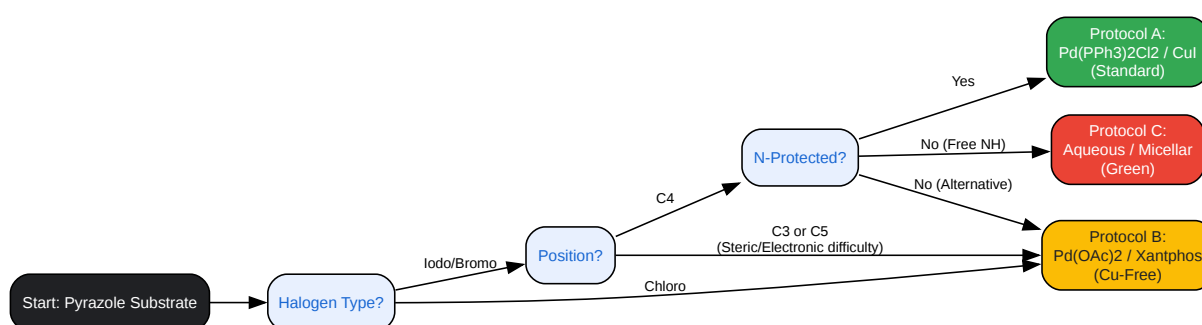 Start: Pyrazole Substrate
Halogen Type?
Iodo/Bromo
Chloro
Position?
C4
C3 or C5
(Steric/Electronic difficulty)
N-Protected?
Yes
No (Free NH)
No (Alternative)
Protocol A:
Pd(PPh3)2Cl2 / CuI
(Standard)
Protocol C:
Aqueous / Micellar
(Green)
Protocol B:
Pd(OAc)2 / Xantphos
(Cu-Free)